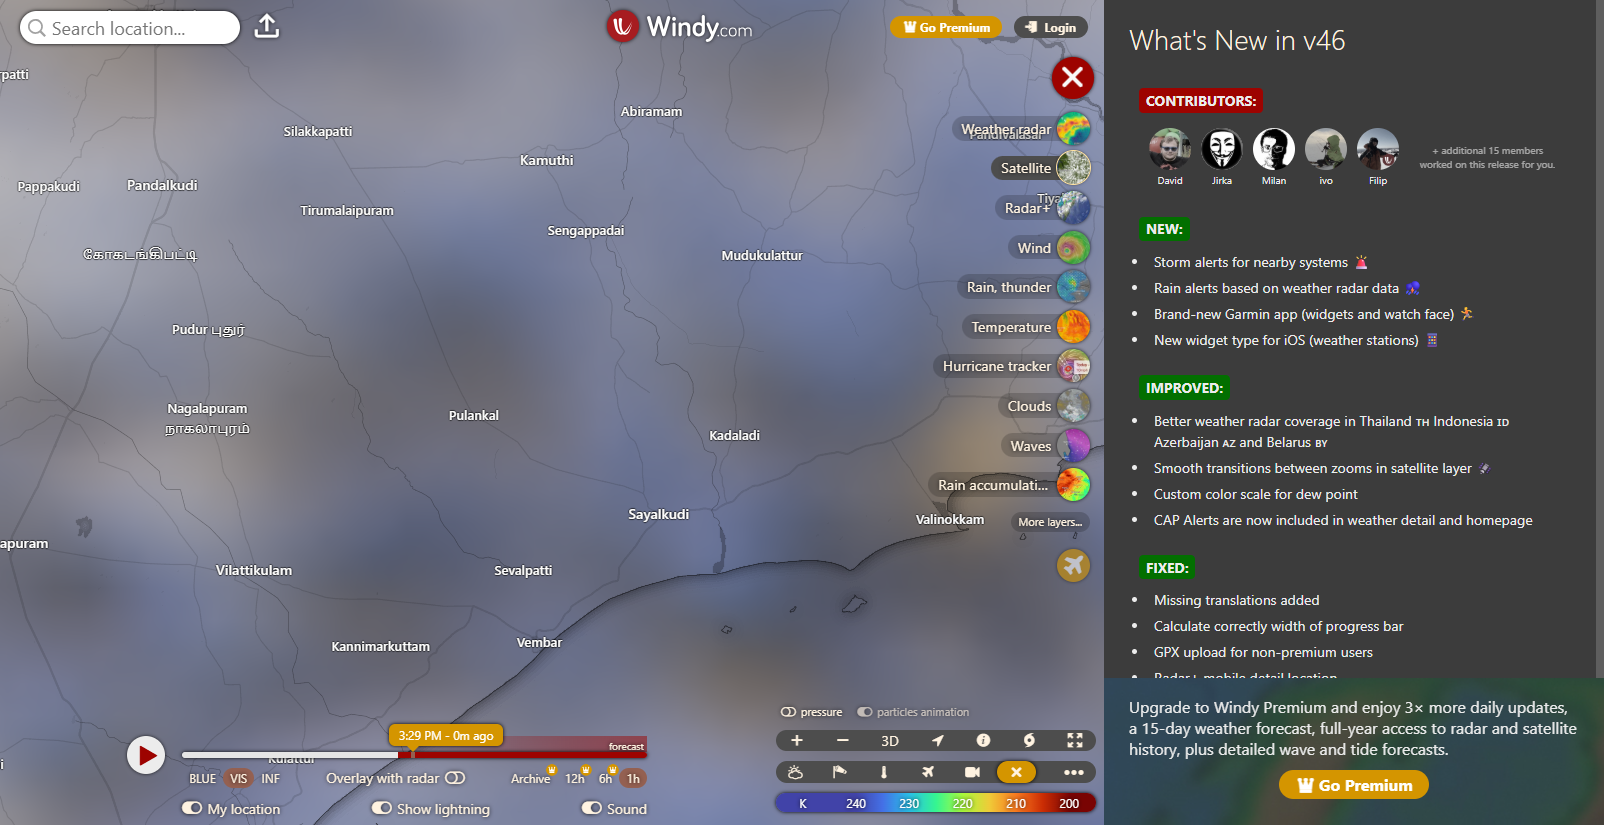 Search location...
Windy.com
Go Premium
Login
rpatti
Abiramam
Silakkapatti
Kamuthi
Weather radar
Pandivalasai
Satellite
Pappakudi
Pandalkudi
Tirumalaipuram
Tiya
Radar+
Sengappadai
Mudukulattur
Wind
கோகடங்கிபட்டி
Rain, thunder
Pudur புதூர்
Temperature
Hurricane tracker
Nagalapuram
நாகலாபுரம்
Pulankal
Clouds
Kadaladi
Waves
Rain accumulati...
Sayalkudi
Valinokkam
More layers...
apuram
Vilattikulam
Sevalpatti
Kannimarkuttam
Vembar
pressure
particles animation
3:29 PM - 0m ago
forecast
Kulattur
3D
BLUE
VIS
INF
Overlay with radar
Archive
12h
6h
1h
My location
Show lightning
Sound
K 240 230 220 210 200
What's New in v46
CONTRIBUTORS:
David
Jirka
Milan
ivo
Filip
+ additional 15 members
worked on this release for you.
NEW:
Storm alerts for nearby systems 🚨
Rain alerts based on weather radar data
Brand-new Garmin app (widgets and watch face) 🏃
New widget type for iOS (weather stations)
IMPROVED:
Better weather radar coverage in Thailand TH Indonesia ID
Azerbaijan AZ and Belarus BY
Smooth transitions between zooms in satellite layer
Custom color scale for dew point
CAP Alerts are now included in weather detail and homepage
FIXED:
Missing translations added
Calculate correctly width of progress bar
GPX upload for non-premium users
Radar+ mobile detail location
Upgrade to Windy Premium and enjoy 3× more daily updates,
a 15-day weather forecast, full-year access to radar and satellite
history, plus detailed wave and tide forecasts.
Go Premium